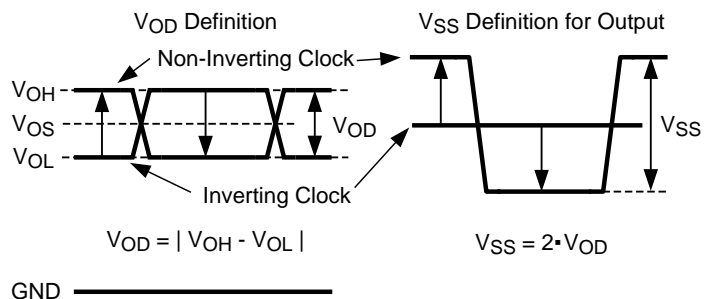 VOD Definition
VSS Definition for Output
Non-Inverting Clock
VOH
VOS
VOL
VOD
VSS
Inverting Clock
VOD = | VOH - VOL |
VSS = 2·VOD
GND